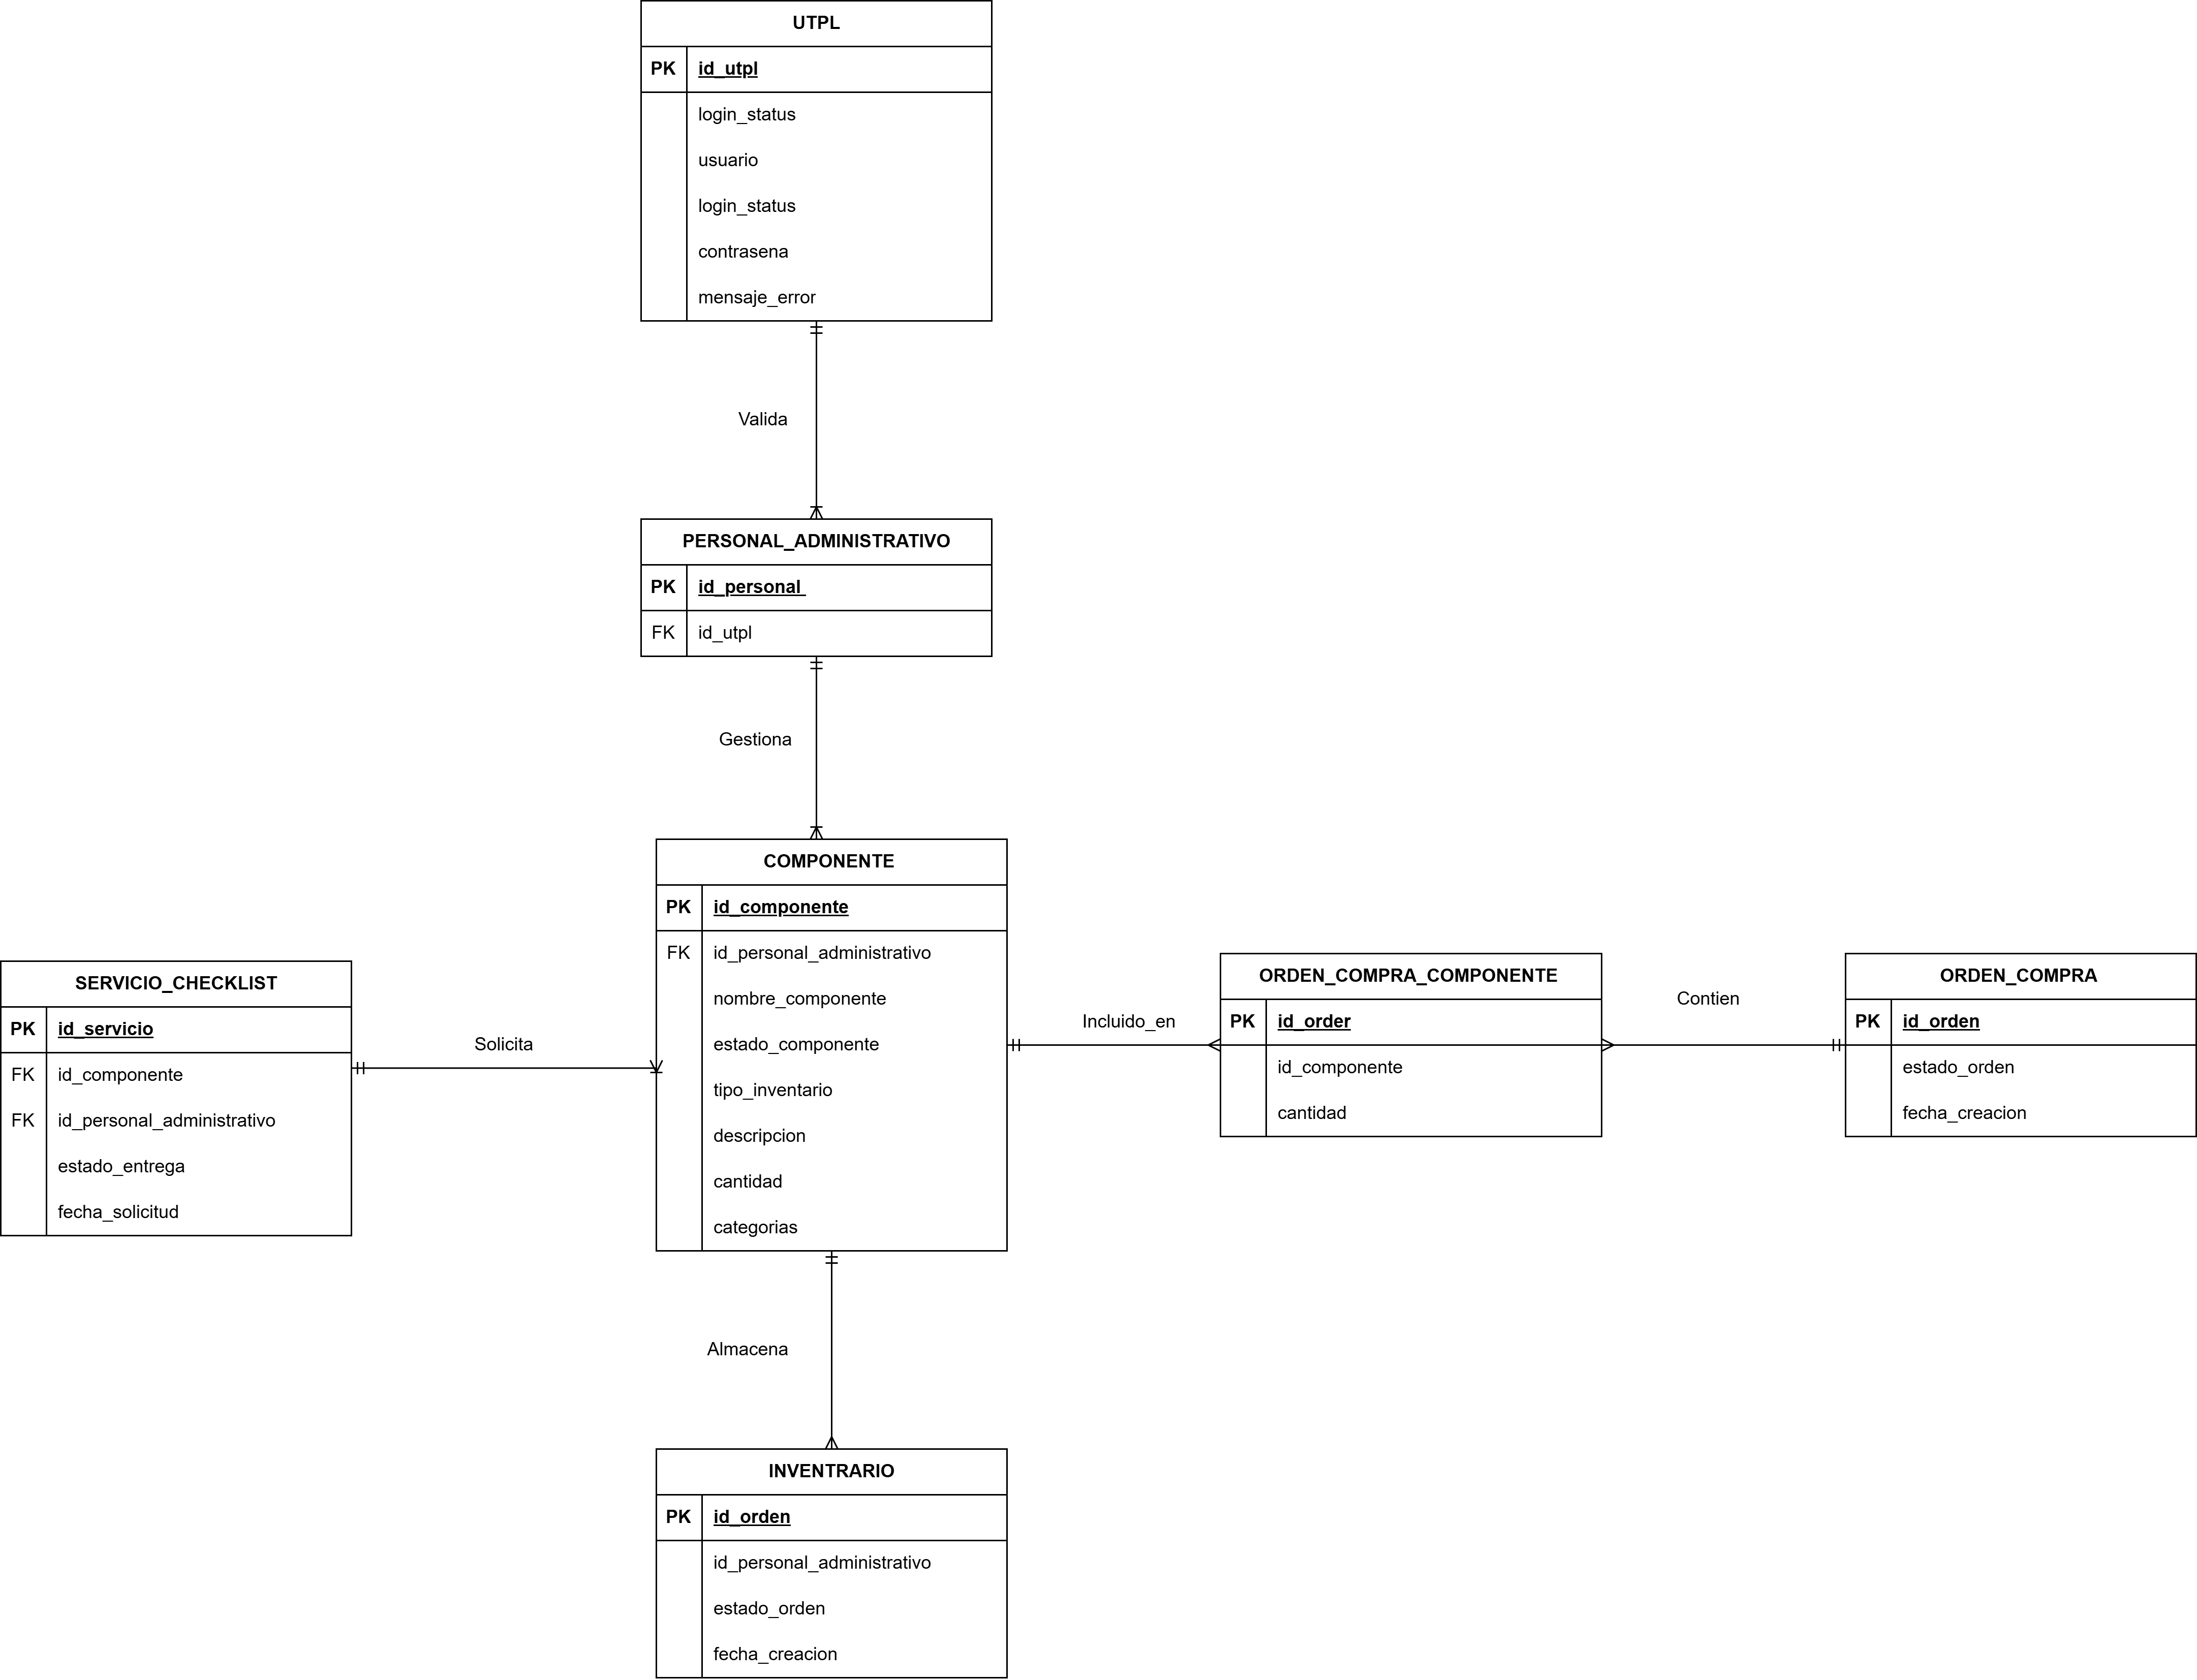 UTPL
PK id_utpl
login_status
usuario
login_status
contrasena
mensaje_error
Valida
PERSONAL_ADMINISTRATIVO
PK id_personal
FK id_utpl
Gestiona
COMPONENTE
PK id_componente
FK id_personal_administrativo
nombre_componente
estado_componente
tipo_inventario
descripcion
cantidad
categorias
SERVICIO_CHECKLIST
PK id_servicio
FK id_componente
FK id_personal_administrativo
estado_entrega
fecha_solicitud
Solicita
Incluido_en
ORDEN_COMPRA_COMPONENTE
PK id_order
id_componente
cantidad
Contien
ORDEN_COMPRA
PK id_orden
estado_orden
fecha_creacion
Almacena
INVENTRARIO
PK id_orden
id_personal_administrativo
estado_orden
fecha_creacion